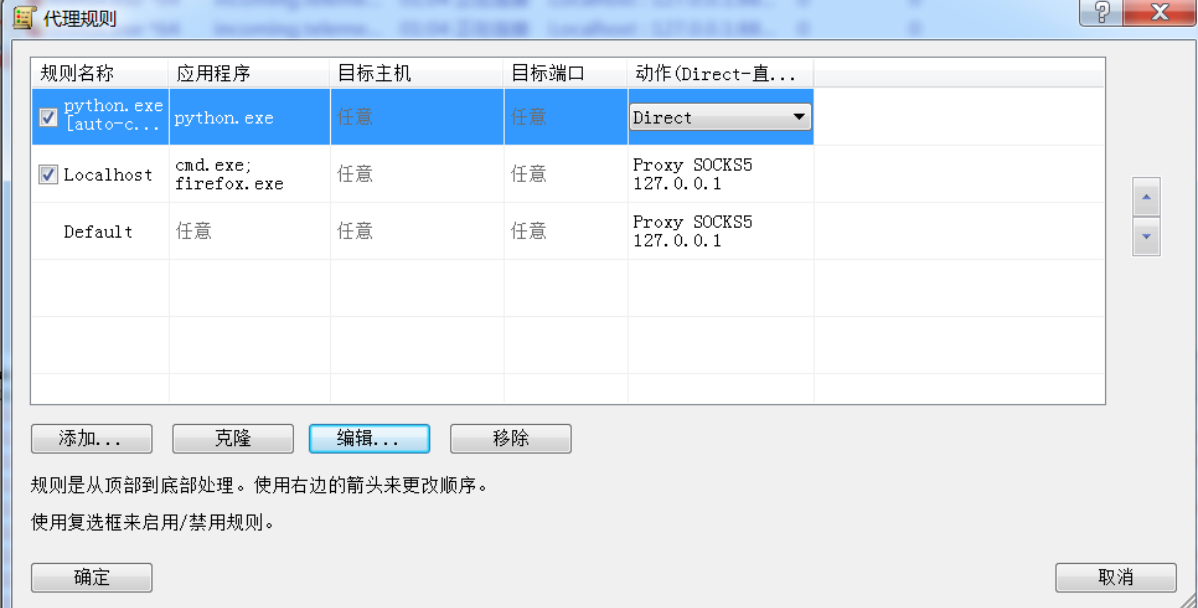 代理规则
规则名称 应用程序 目标主机 目标端口 动作(Direct-直...
python.exe
[auto-c... python.exe 任意 任意 Direct
Localhost cmd.exe;
firefox.exe 任意 任意 Proxy SOCKS5
127.0.0.1
Default 任意 任意 任意 Proxy SOCKS5
127.0.0.1
添加... 克隆 编辑... 移除
规则是从顶部到底部处理。使用右边的箭头来更改顺序。
使用复选框来启用/禁用规则。
确定 取消